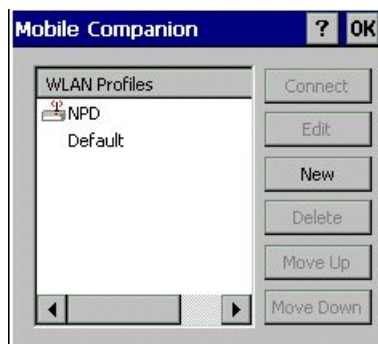 Mobile Companion ? OK
WLAN Profiles
NPD
Default
Connect
Edit
New
Delete
Move Up
Move Down